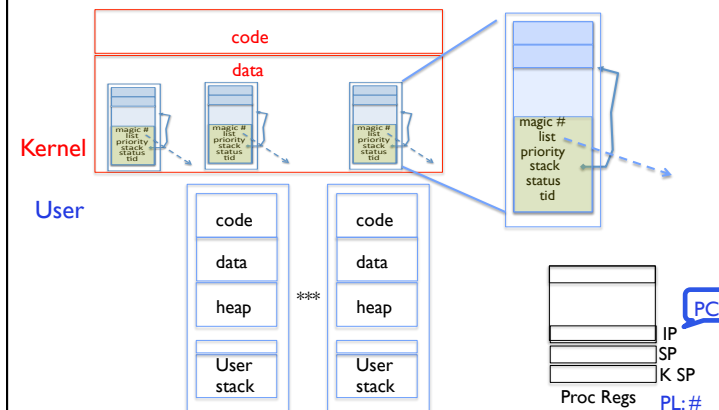 code
data
magic #
list
priority
stack
status
tid
magic #
list
priority
stack
status
tid
magic #
list
priority
stack
status
tid
magic #
list
priority
stack
status
tid
Kernel
User
code
data
heap
User
stack
***
code
data
heap
User
stack
PC
IP
SP
K SP
Proc Regs
PL: #